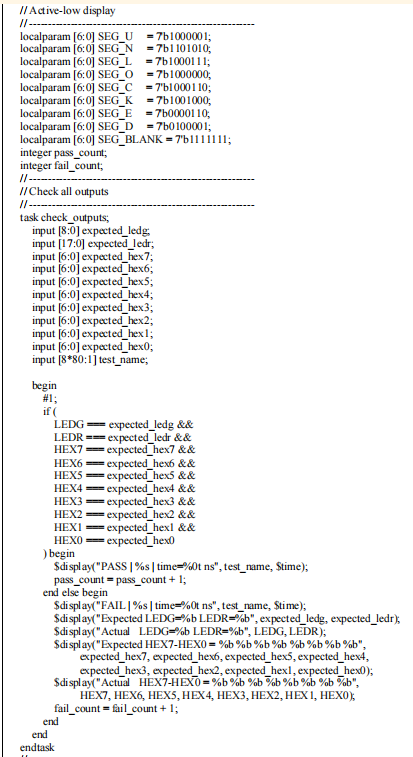 // Active-low display
//------------------------------------------------------------
localparam [6:0] SEG_U = 7'b1000001;
localparam [6:0] SEG_N = 7'b1101010;
localparam [6:0] SEG_L = 7'b1000111;
localparam [6:0] SEG_O = 7'b1000000;
localparam [6:0] SEG_C = 7'b1000110;
localparam [6:0] SEG_K = 7'b1001000;
localparam [6:0] SEG_E = 7'b0000110;
localparam [6:0] SEG_D = 7'b0100001;
localparam [6:0] SEG_BLANK = 7'b1111111;
integer pass_count;
integer fail_count;
//------------------------------------------------------------
// Check all outputs
//------------------------------------------------------------
task check_outputs;
input [8:0] expected_ledg;
input [17:0] expected_ledr;
input [6:0] expected_hex7;
input [6:0] expected_hex6;
input [6:0] expected_hex5;
input [6:0] expected_hex4;
input [6:0] expected_hex3;
input [6:0] expected_hex2;
input [6:0] expected_hex1;
input [6:0] expected_hex0;
input [8*80:1] test_name;
begin
#1;
if (
LEDG === expected_ledg &&
LEDR === expected_ledr &&
HEX7 === expected_hex7 &&
HEX6 === expected_hex6 &&
HEX5 === expected_hex5 &&
HEX4 === expected_hex4 &&
HEX3 === expected_hex3 &&
HEX2 === expected_hex2 &&
HEX1 === expected_hex1 &&
HEX0 === expected_hex0
) begin
$display("PASS | %s | time=%0t ns", test_name, $time);
pass_count = pass_count + 1;
end else begin
$display("FAIL | %s | time=%0t ns", test_name, $time);
$display("Expected LEDG=%b LEDR=%b", expected_ledg, expected_ledr);
$display("Actual LEDG=%b LEDR=%b", LEDG, LEDR);
$display("Expected HEX7-HEX0 = %b %b %b %b %b %b %b %b",
expected_hex7, expected_hex6, expected_hex5, expected_hex4,
expected_hex3, expected_hex2, expected_hex1, expected_hex0);
$display("Actual HEX7-HEX0 = %b %b %b %b %b %b %b %b",
HEX7, HEX6, HEX5, HEX4, HEX3, HEX2, HEX1, HEX0);
fail_count = fail_count + 1;
end
end
endtask